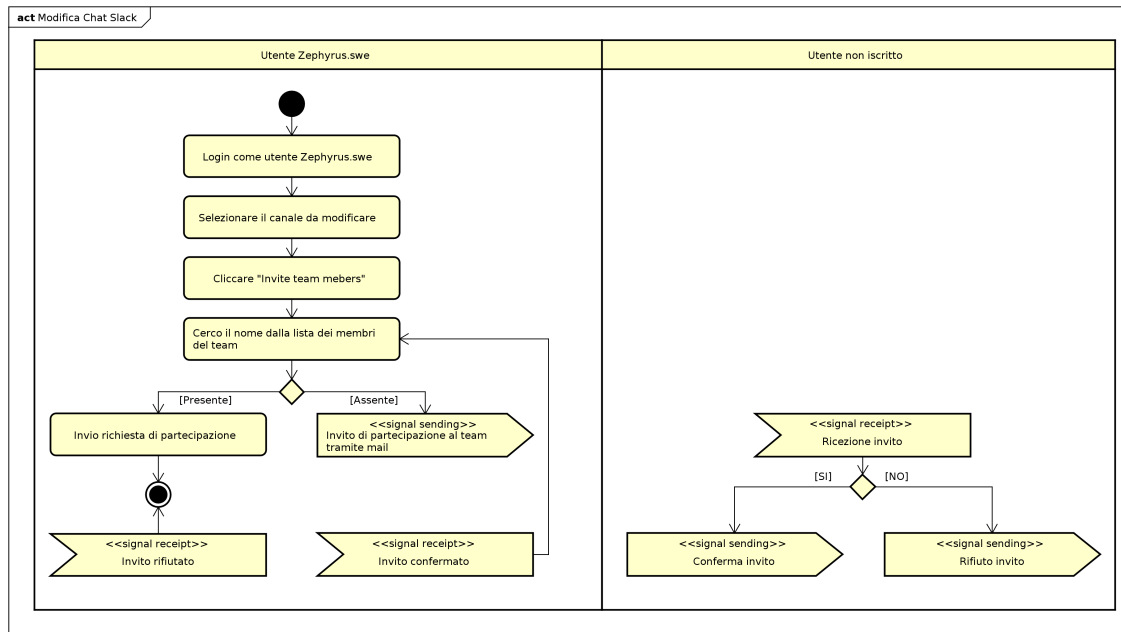 act Modifica Chat Slack
Utente Zephyrus.swe
Utente non iscritto
Login come utente Zephyrus.swe
Selezionare il canale da modificare
Cliccare "Invite team mebers"
Cerco il nome dalla lista dei membri
del team
[Presente]
[Assente]
Invio richiesta di partecipazione
<<signal sending>>
Invito di partecipazione al team
tramite mail
<<signal receipt>>
Ricezione invito
[SI]
[NO]
<<signal receipt>>
Invito rifiutato
<<signal receipt>>
Invito confermato
<<signal sending>>
Conferma invito
<<signal sending>>
Rifiuto invito